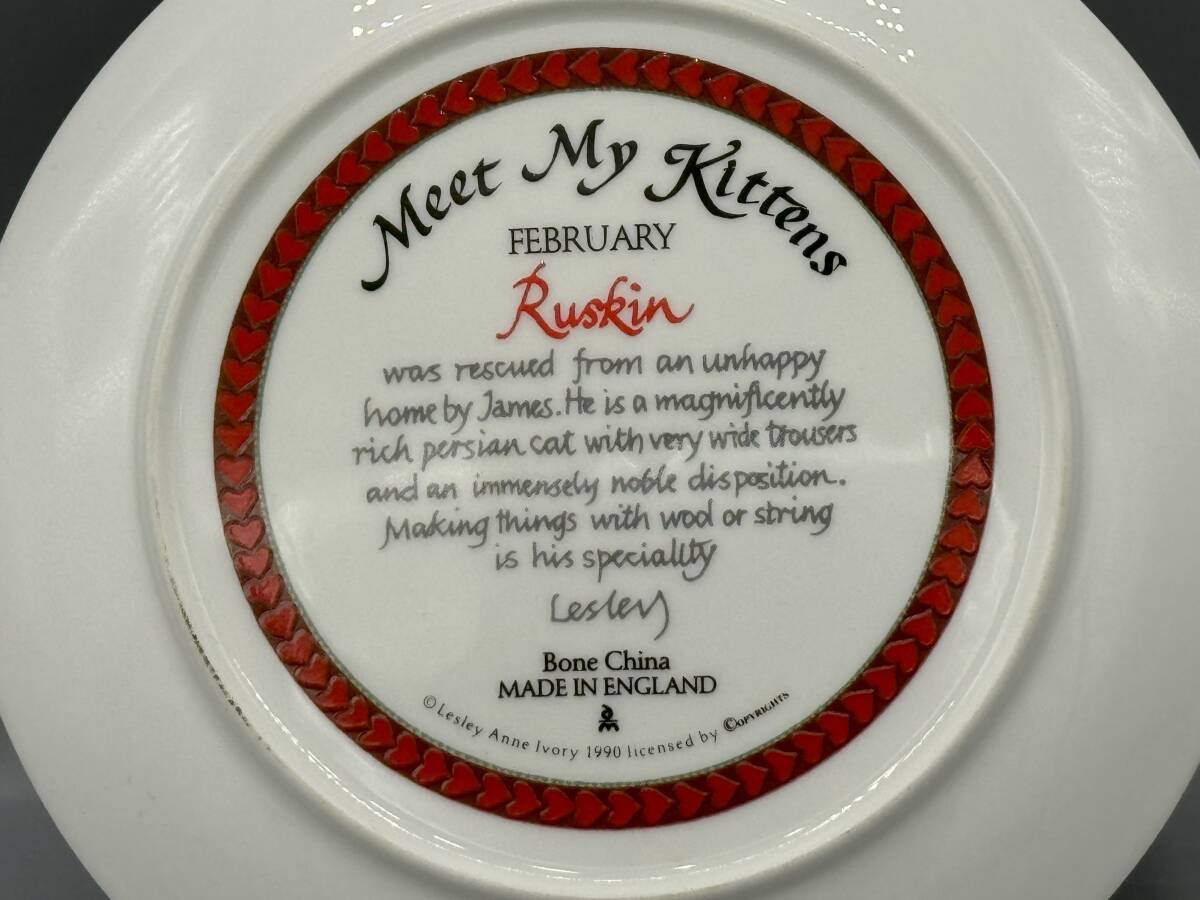 Meet My Kittens
FEBRUARY
Ruskin
was rescued from an unhappy
home by James. He is a magnificently
rich persian cat with very wide trousers
and an immensely noble disposition.
Making things with wool or string
is his speciallty
Lesley
Bone China
MADE IN ENGLAND
© Lesley Anne Ivory 1990 licensed by ©OPYRIGHTS